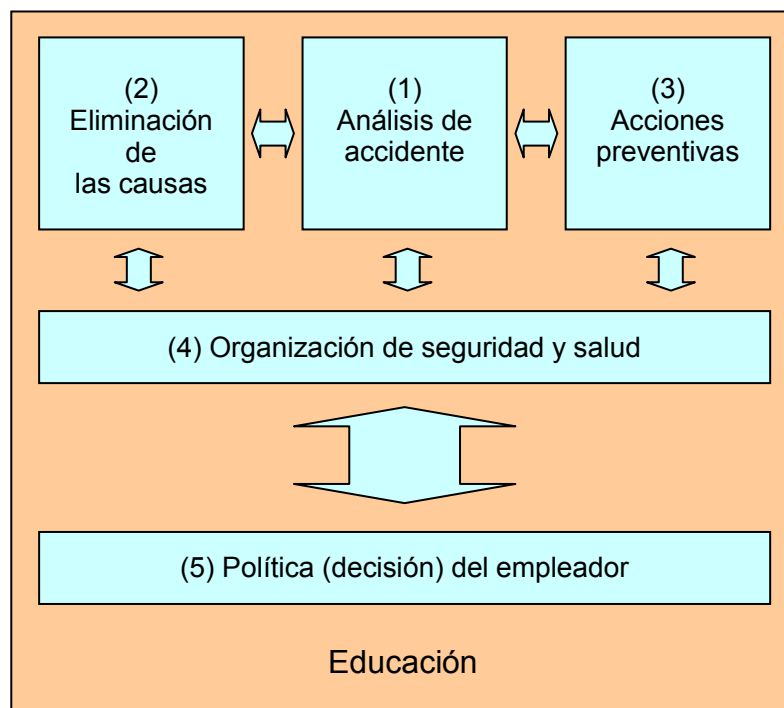 (2)
Eliminación
de
las causas
(1)
Análisis de
accidente
(3)
Acciones
preventivas
(4) Organización de seguridad y salud
(5) Política (decisión) del empleador
Educación